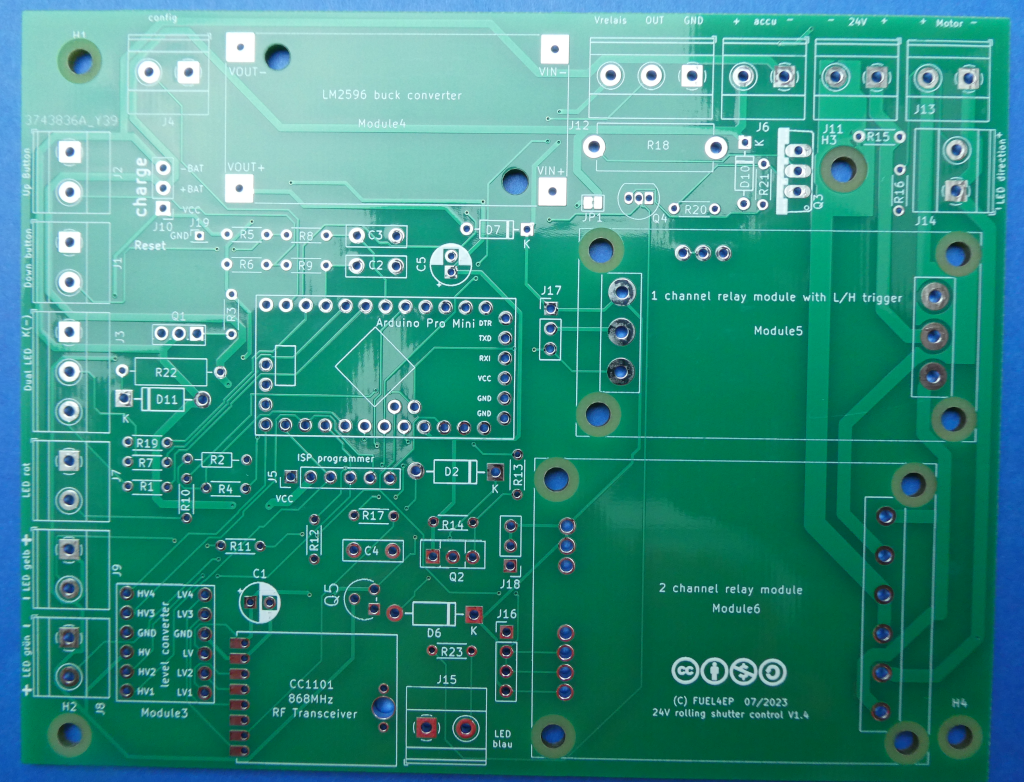 config
Vrelais OUT GND
+ accu -
- 24V +
+ Motor -
H1
VOUT-
VIN-
LM2596 buck converter
Module4
J4
J12
J6
J11
J13
3743836A_Y39
R18
K
H3
R15
Up Button
J2
charge
-BAT
+BAT
VCC
J10
VOUT+
VIN+
D10
R21
Q3
R16
LED direction
+
J14
JP1
Q4
R20
GND
J19
Reset
R5
R8
C3
D7
K
R6
R9
C2
C5
+
Down button
J1
J17
1 channel relay module with L/H trigger
Module5
R3
Q1
Arduino Pro Mini
DTR
TXD
RXI
VCC
GND
GND
Dual LED K(-)
J3
R22
D11
K
R19
R7
R1
R2
R4
R10
ISP programmer
J5
VCC
D2
K
R13
LED rot
J7
R17
R14
R11
R12
C4
Q2
J18
LED gelb +
J9
C1
Q5
D6
K
J16
R23
2 channel relay module
Module6
HV4 LV4
HV3 LV3
GND GND
HV LV
HV2 LV2
HV1 LV1
level converter
Module3
+ LED grün -
J8
H2
CC1101
868MHz
RF Transceiver
J15
LED
blau
cc
(C) FUEL4EP 07/2023
24V rolling shutter control V1.4
H4